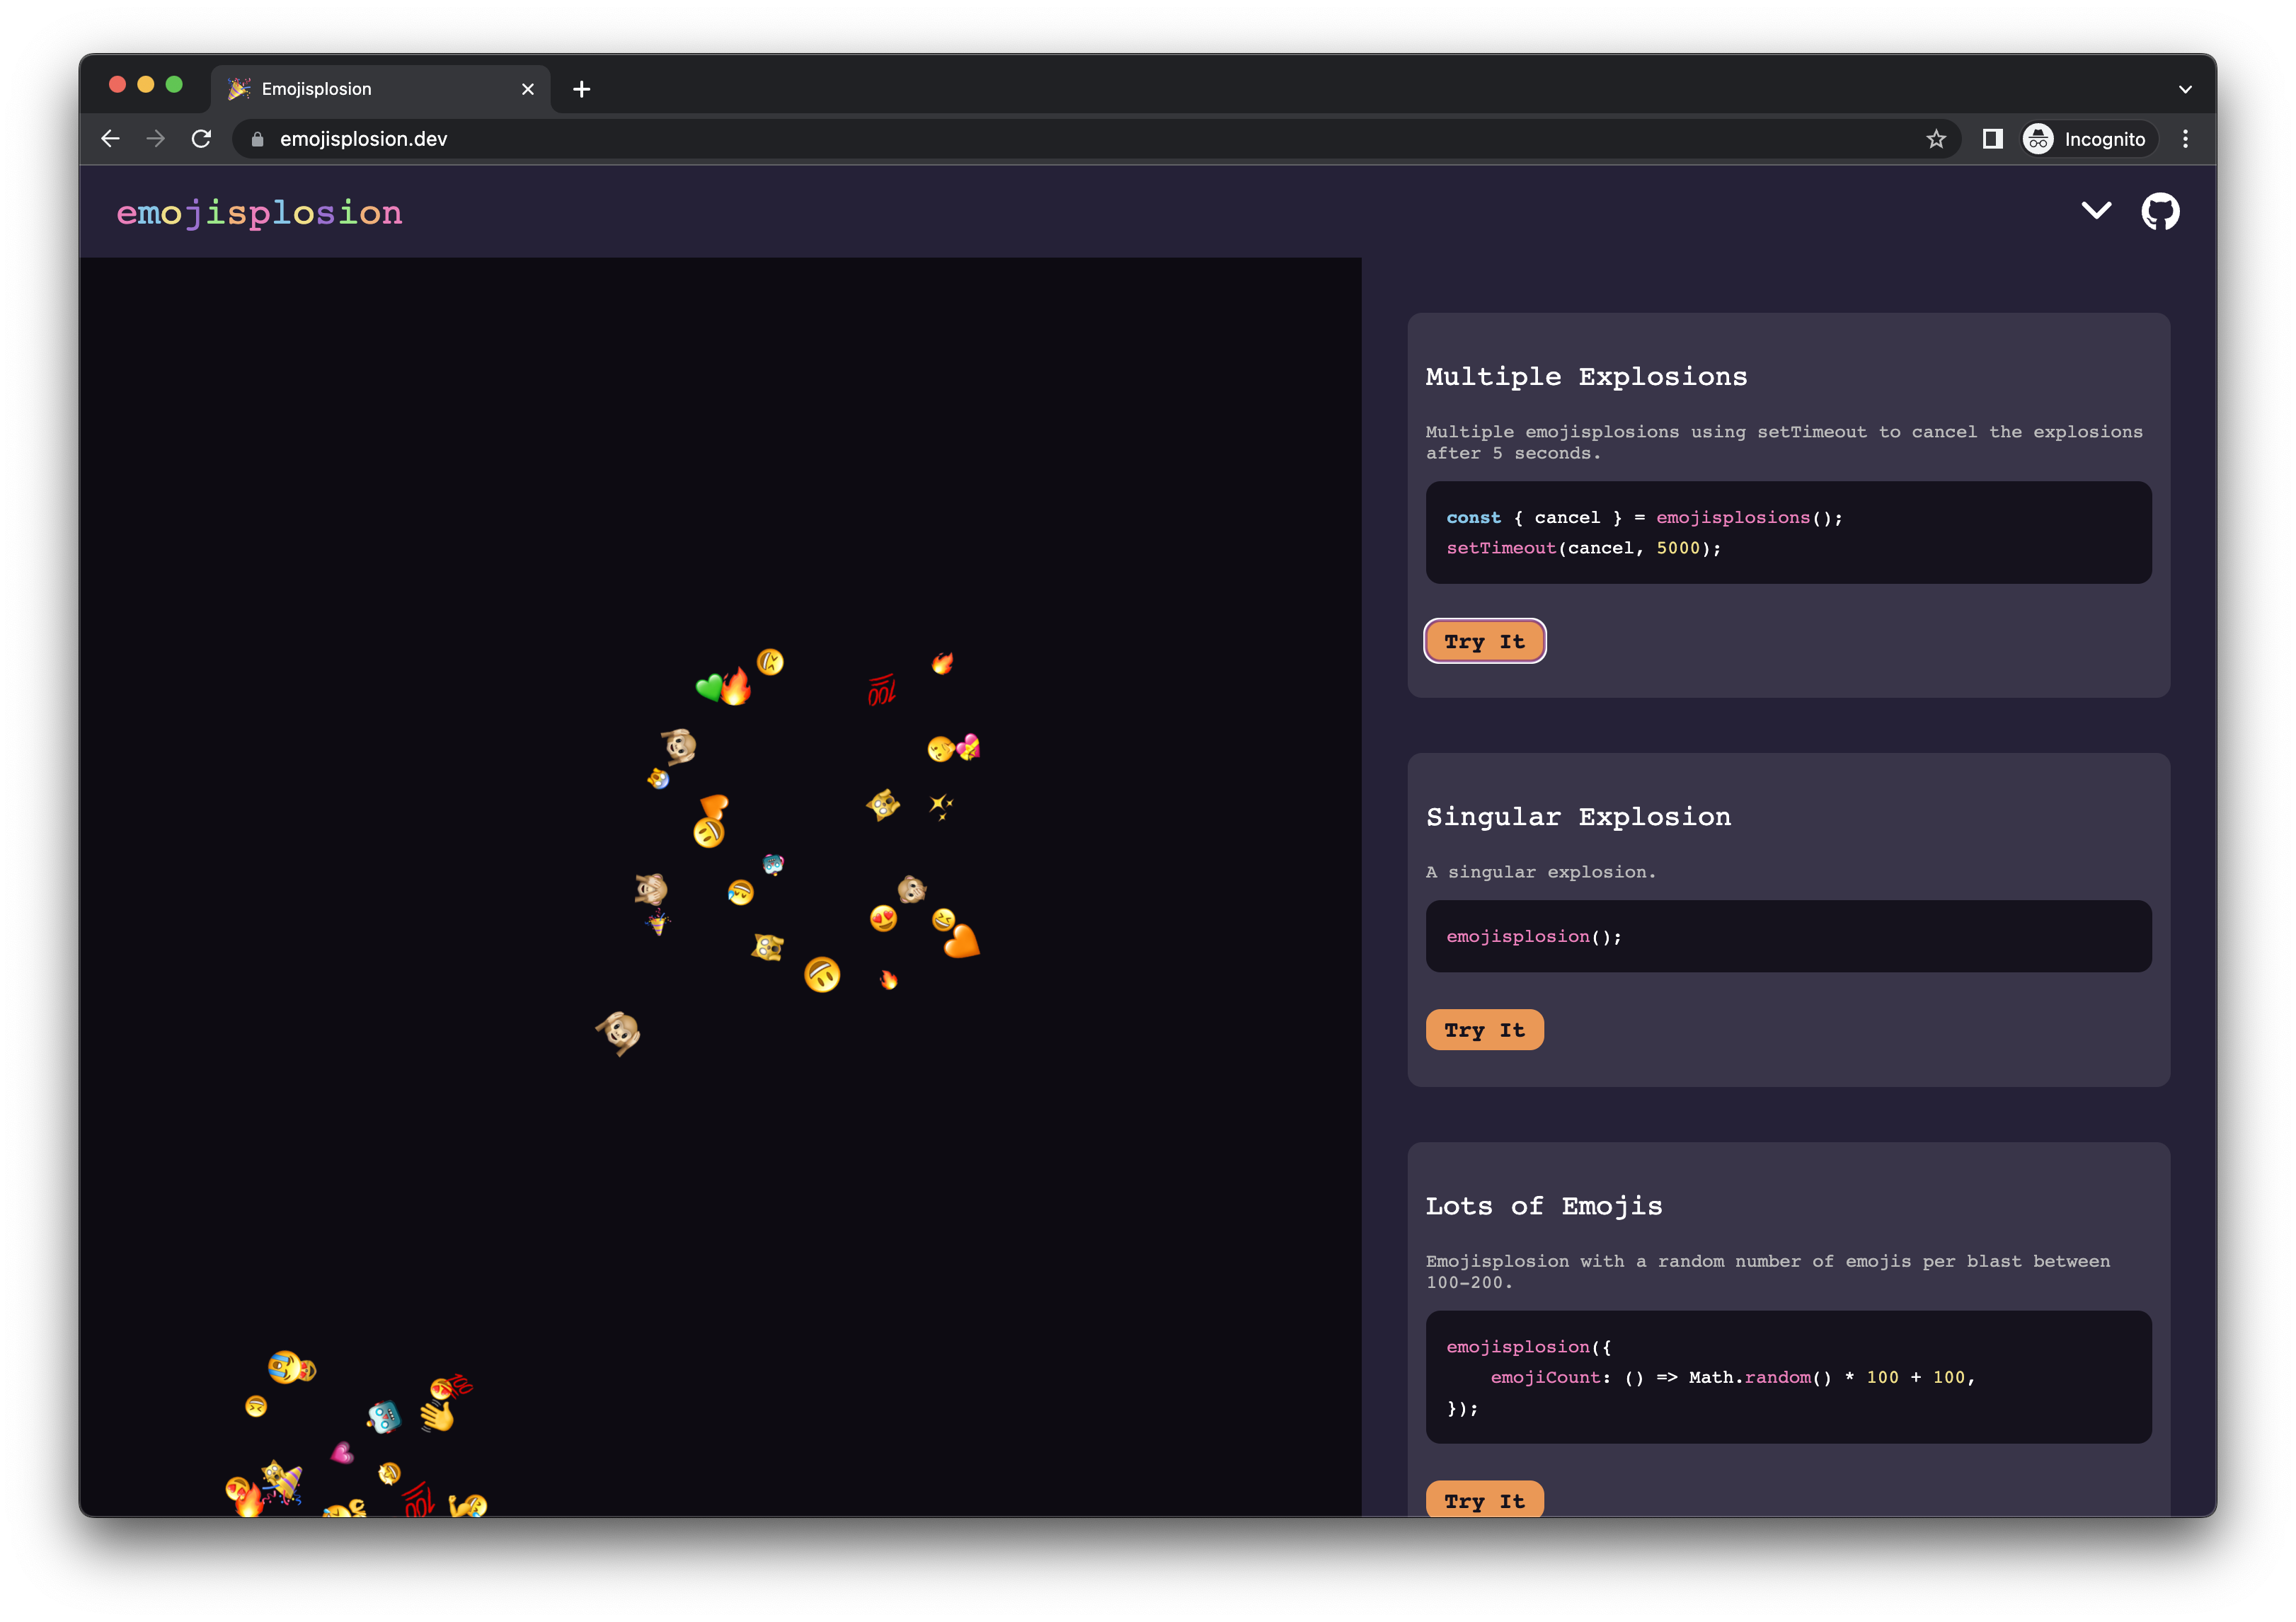 Emojisplosion
emojisplosion.dev
Incognito
emojisplosion
Multiple Explosions
Multiple emojisplosions using setTimeout to cancel the explosions
after 5 seconds.
const { cancel } = emojisplosions();
setTimeout(cancel, 5000);
Try It
Singular Explosion
A singular explosion.
emojisplosion();
Try It
Lots of Emojis
Emojisplosion with a random number of emojis per blast between
100-200.
emojisplosion({
    emojiCount: () => Math.random() * 100 + 100,
});
Try It